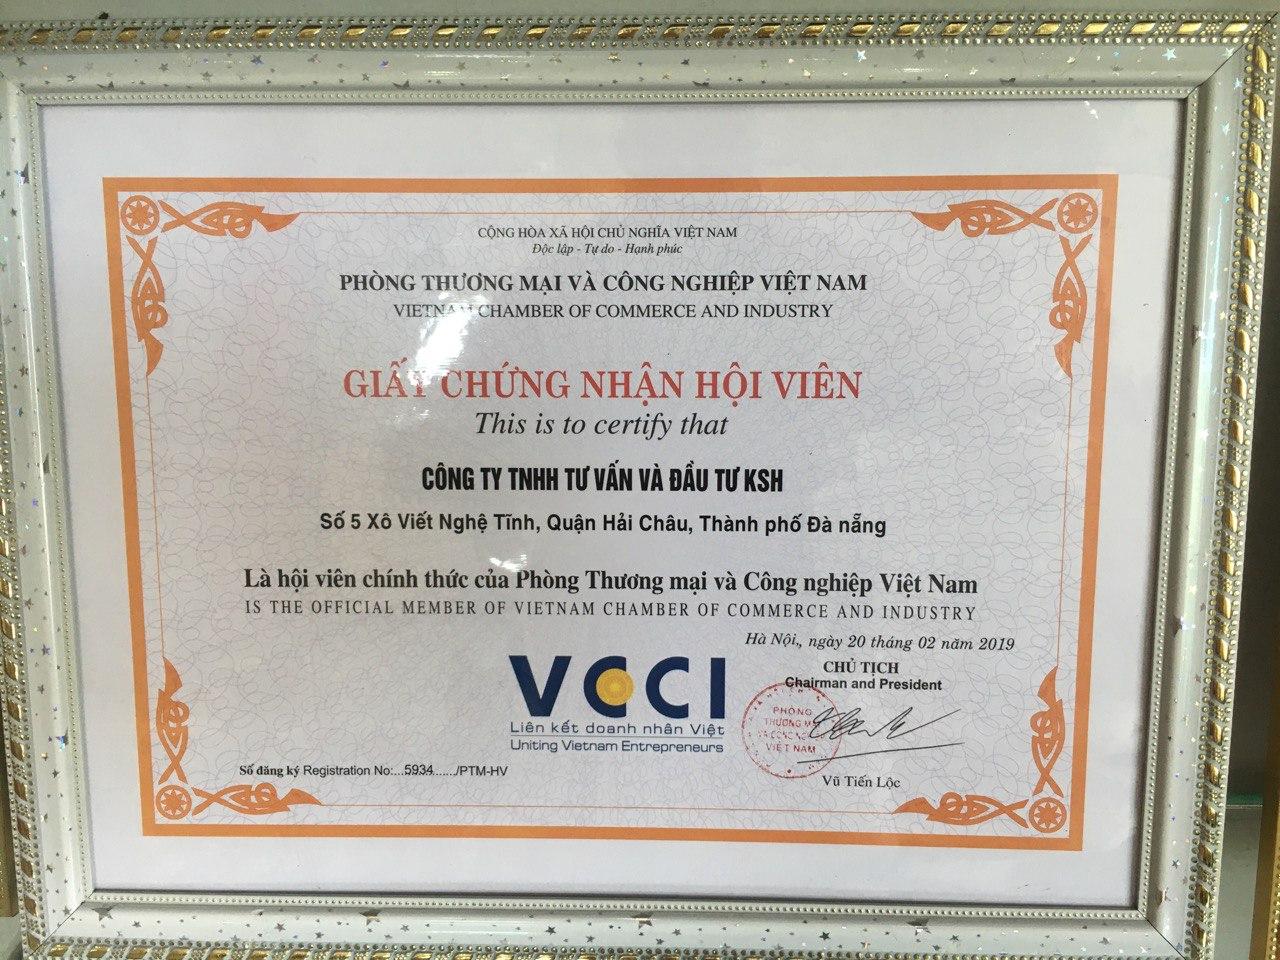 CỘNG HÒA XÃ HỘI CHỦ NGHĨA VIỆT NAM
Độc lập - Tự do - Hạnh phúc
PHÒNG THƯƠNG MẠI VÀ CÔNG NGHIỆP VIỆT NAM
VIETNAM CHAMBER OF COMMERCE AND INDUSTRY
GIẤY CHỨNG NHẬN HỘI VIÊN
This is to certify that
CÔNG TY TNHH TƯ VẤN VÀ ĐẦU TƯ KSH
Số 5 Xô Viết Nghệ Tĩnh, Quận Hải Châu, Thành phố Đà nẵng
Là hội viên chính thức của Phòng Thương mại và Công nghiệp Việt Nam
IS THE OFFICIAL MEMBER OF VIETNAM CHAMBER OF COMMERCE AND INDUSTRY
Hà Nội., ngày 20 tháng 02 năm 2019
CHỦ TỊCH
Chairman and President
VCCI
Liên kết doanh nhân Việt
Uniting Vietnam Entrepreneurs
PHÒNG
THƯƠNG
VIỆT NAM
Vũ Tiến Lộc
Số đăng ký Registration No:...5934....../PTM-HV